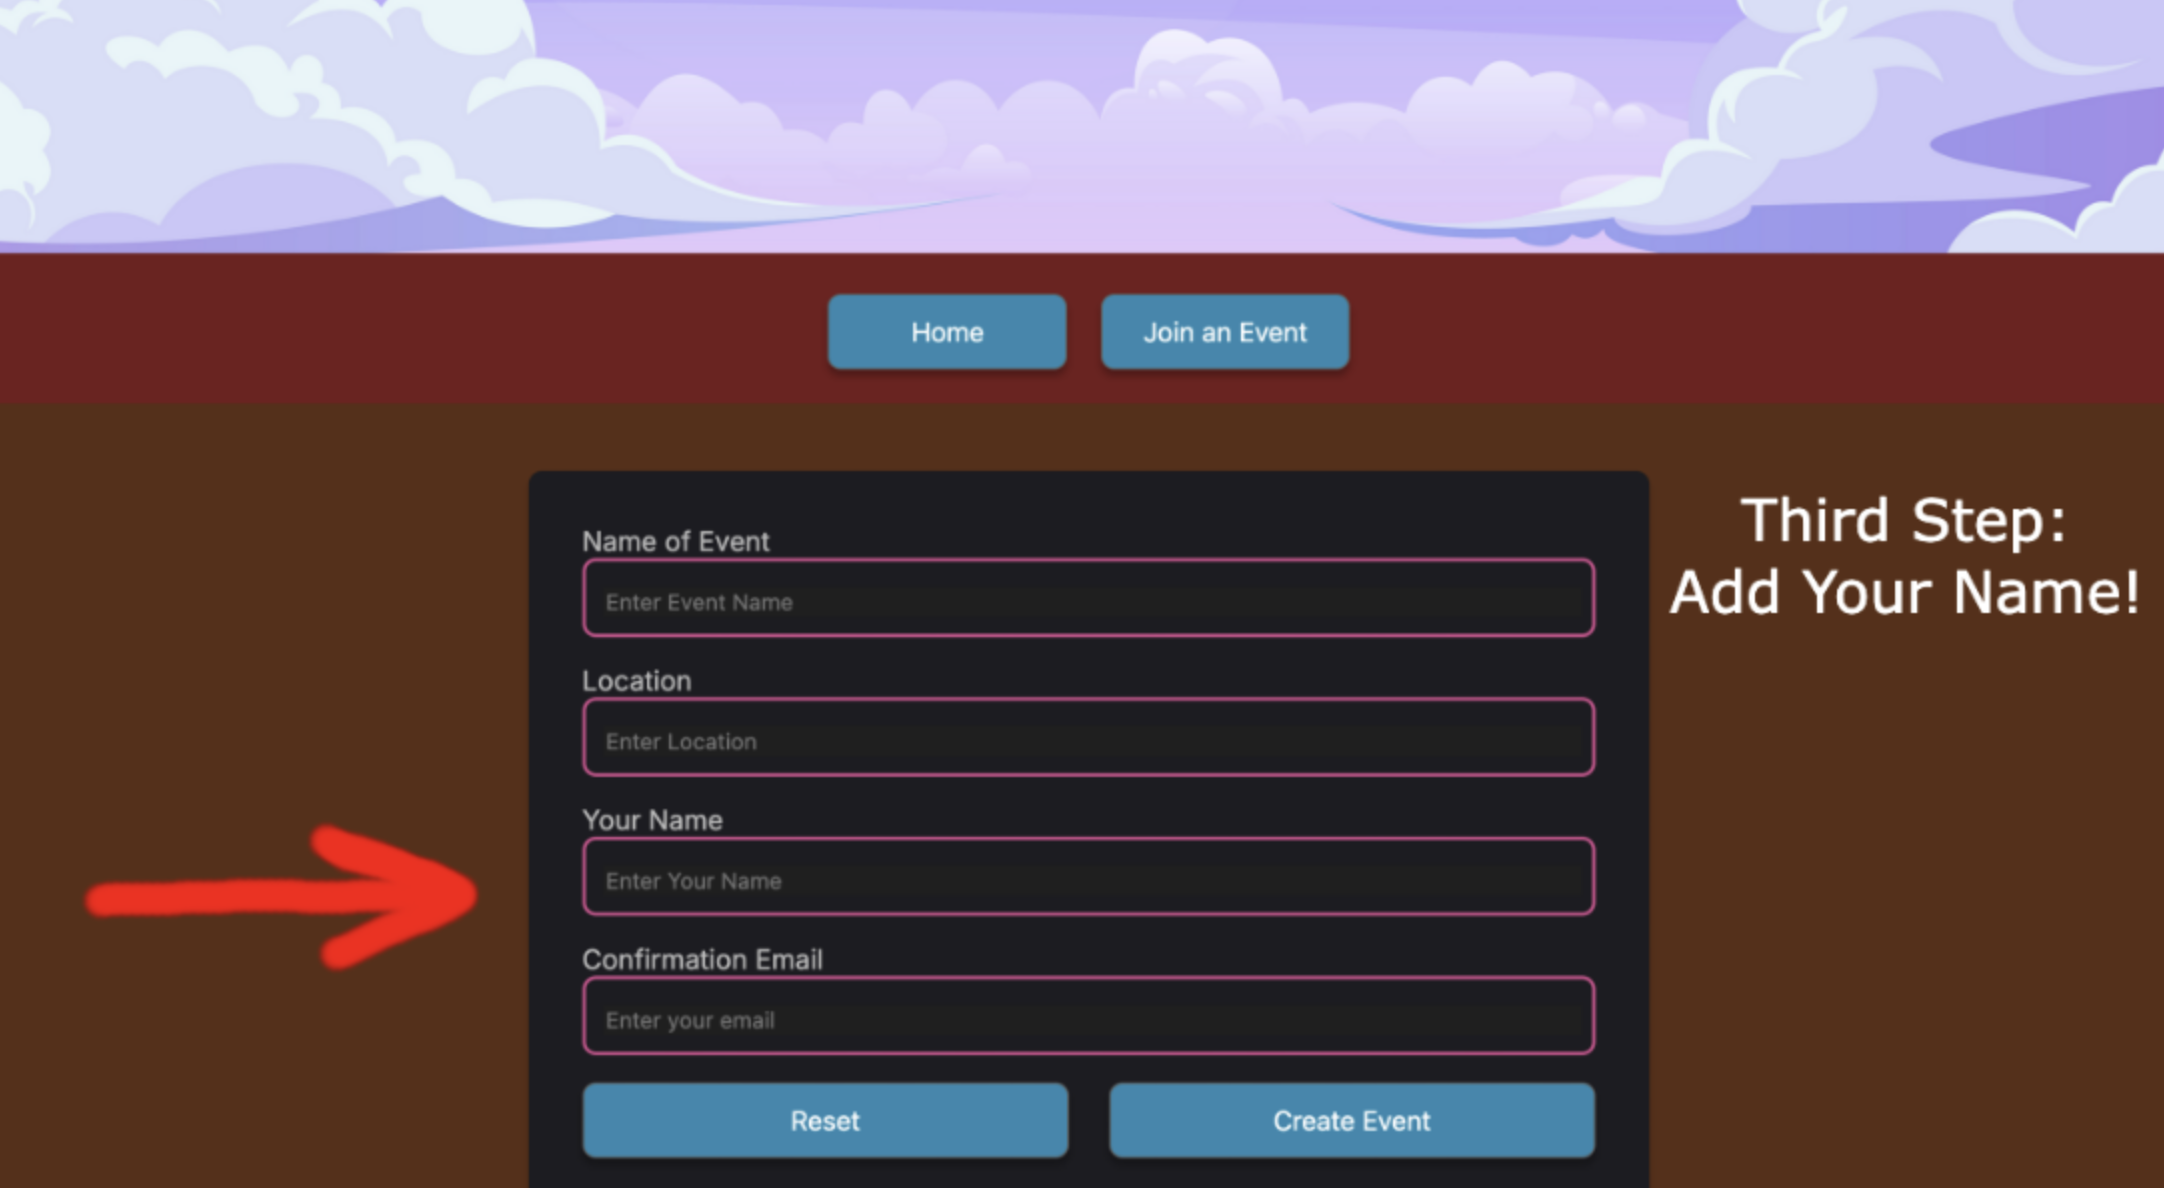 Home
Join an Event
Third Step:
Add Your Name!
Name of Event
Enter Event Name
Location
Enter Location
Your Name
Enter Your Name
Confirmation Email
Enter your email
Reset
Create Event